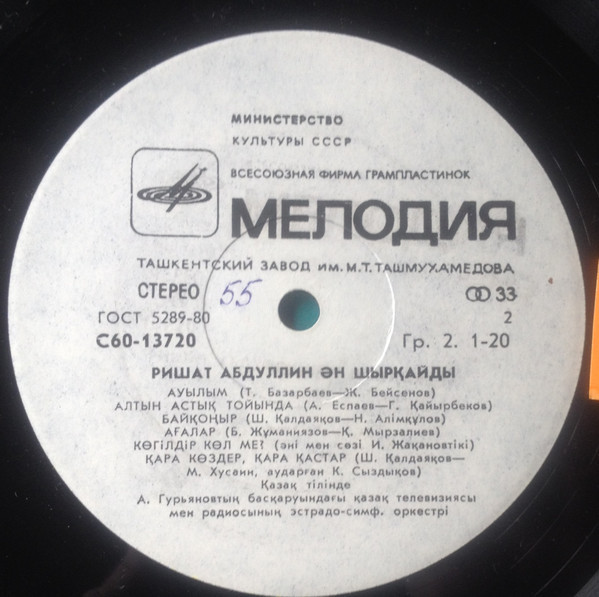 МИНИСТЕРСТВО
КУЛЬТУРЫ СССР
ВСЕСОЮЗНАЯ ФИРМА ГРАМПЛАСТИНОК
МЕЛОДИЯ
ТАШКЕНТСКИЙ ЗАВОД ИМ. М.Т. ТАШМУХАМЕДОВА
СТЕРЕО 55 33
ГОСТ 5289-80 2
С60-13720 Гр. 2. 1-20
РИШАТ АБДУЛЛИН ӘН ШЫРҚАЙДЫ
АУЫЛЫМ (Т. Базарбаев—Ж. Бейсенов)
АЛТЫН АСТЫҚ ТОЙЫНДА (А. Еспаев—Г. Қайырбеков)
БАЙҚОҢЫР (Ш. Қалдаяқов—Н. Әлімқұлов)
АҒАЛАР (Б. Жұманиязов—Қ. Мырзалиев)
КӨГІЛДІР КӨЛ МЕ? (әні мен сөзі И. Жақановтікі)
ҚАРА КӨЗДЕР, ҚАРА ҚАСТАР (Ш. Қалдаяқов—
М. Хусаин, аударған К. Сыздықов)
Қазақ тілінде
А. Гурьяновтың басқаруындағы қазақ телевизиясы
мен радиосының эстрадо-симф. оркестрі